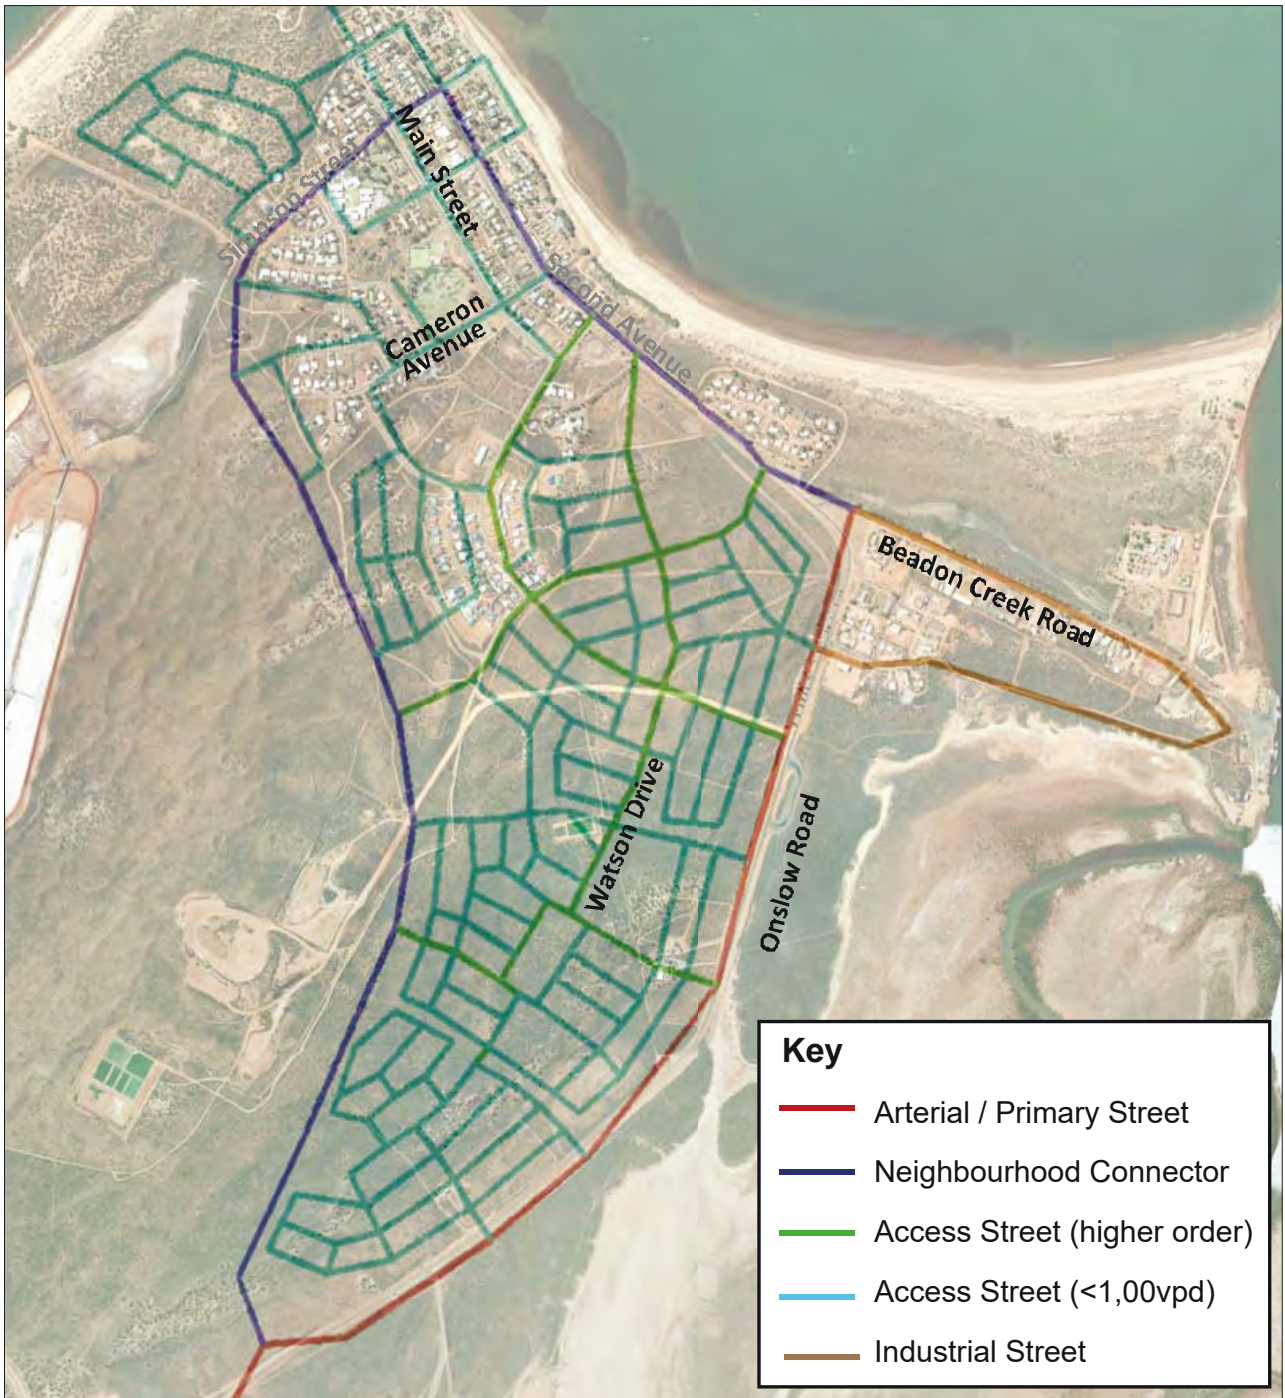 Simpson Street
Main Street
Second Avenue
Cameron
Avenue
Beadon Creek Road
Watson Drive
Onslow Road
Key
Arterial / Primary Street
Neighbourhood Connector
Access Street (higher order)
Access Street (<1,00vpd)
Industrial Street